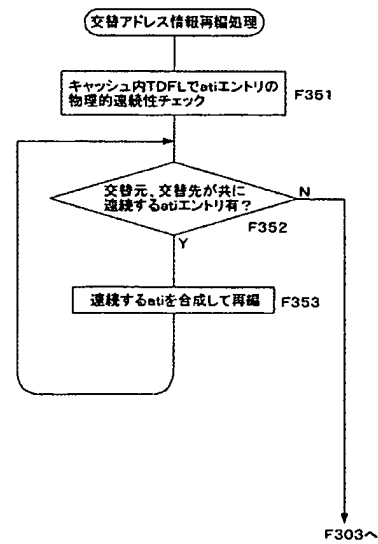 交替アドレス情報再編処理
キャッシュ内TDFLでatiエントリの
物理的連続性チェック
F351
交替元、交替先が共に
連続するatiエントリ有?
N
F352
Y
連続するatiを合成して再編
F353
F303へ